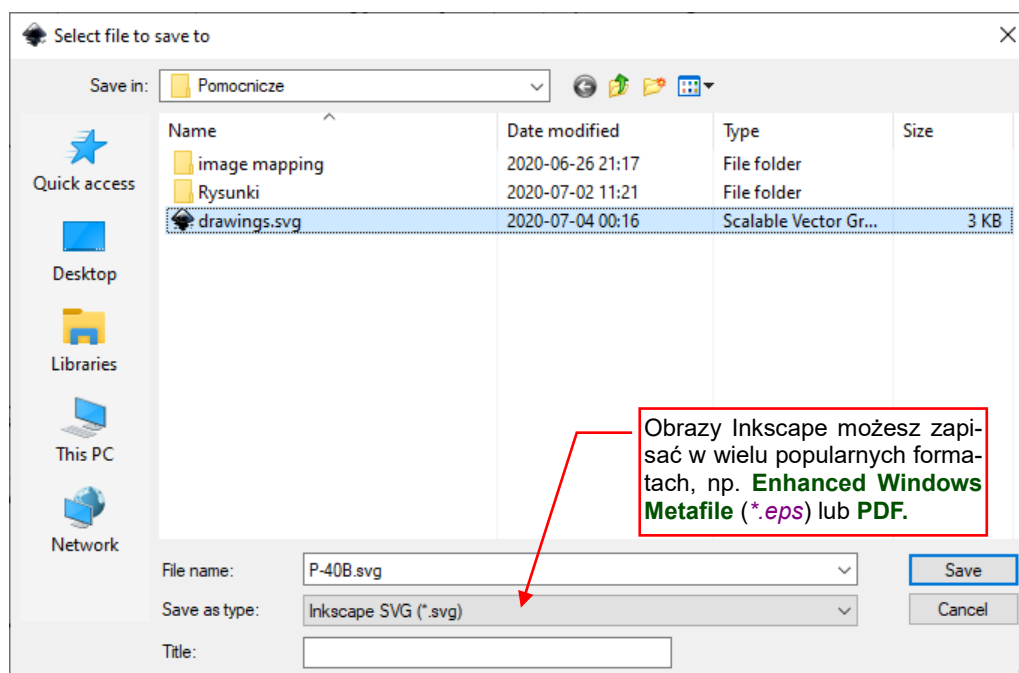 Select file to save to
Save in: Pomocnicze
Name Date modified Type Size
image mapping 2020-06-26 21:17 File folder
Rysunki 2020-07-02 11:21 File folder
drawings.svg 2020-07-04 00:16 Scalable Vector Gr... 3 KB
Quick access
Desktop
Libraries
This PC
Network
Obrazy Inkscape możesz zapi-
sać w wielu popularnych forma-
tach, np. Enhanced Windows
Metafile (*.eps) lub PDF.
File name: P-40B.svg Save
Save as type: Inkscape SVG (*.svg) Cancel
Title: